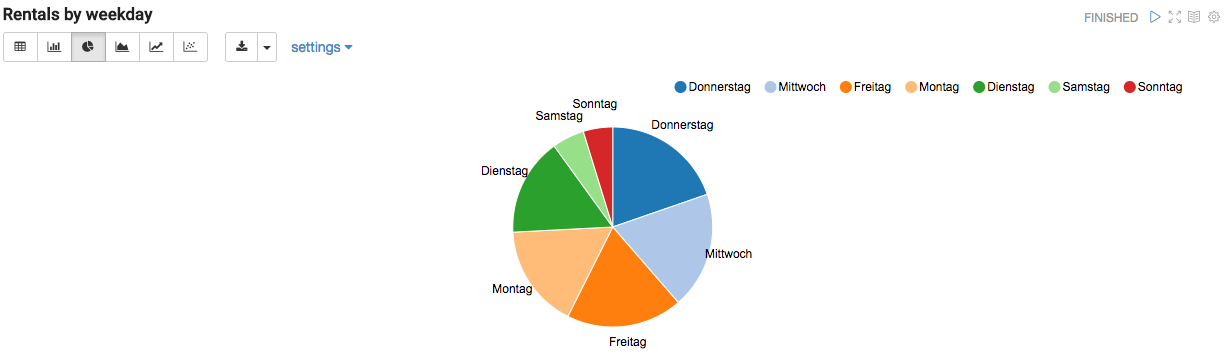 Rentals by weekday
FINISHED
settings
Donnerstag Mittwoch Freitag Montag Dienstag Samstag Sonntag
Sonntag
Samstag
Donnerstag
Dienstag
Mittwoch
Montag
Freitag